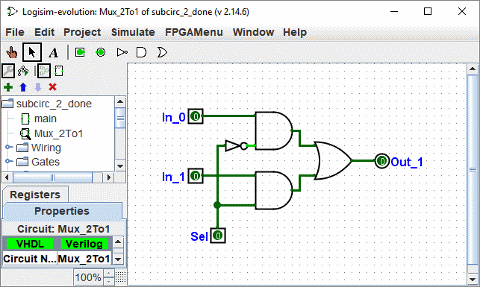 Logisim-evolution: Mux_2To1 of subcirc_2_done (v 2.14.6)
File Edit Project Simulate FPGAMenu Window Help
A
subcirc_2_done
main
Mux_2To1
Wiring
Gates
Registers
Properties
Circuit: Mux_2To1
VHDL Verilog
Circuit N... Mux_2To1
100%
In_0 0
In_1 0
Sel 0
0 Out_1